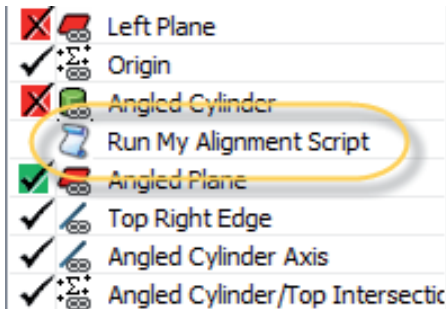 Left Plane
Origin
Angled Cylinder
Run My Alignment Script
Angled Plane
Top Right Edge
Angled Cylinder Axis
Angled Cylinder/Top Intersectic